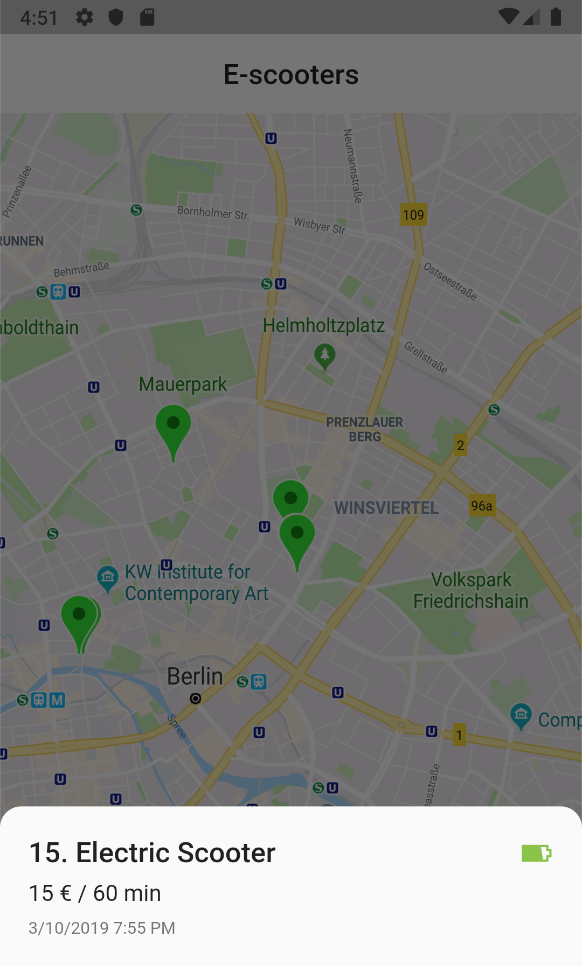 4:51
E-scooters
Prinzenallee
Neumannstraße
U
S
Bornholmer Str.
109
Wisbyer Str
RUNNEN
Behmstraße
Ostseestraße
S U
S U
mboldthain
Helmholtzplatz
Grellstraße
Mauerpark
U
S
PRENZLAUER
BERG
U
2
96a
WINSVIERTEL
U
S
U
KW Institute for
Contemporary Art
Volkspark
Friedrichshain
U
Berlin
S
S M
U
Spree
Comp
U
U
1
U
S U
U
15. Electric Scooter
15 € / 60 min
3/10/2019 7:55 PM